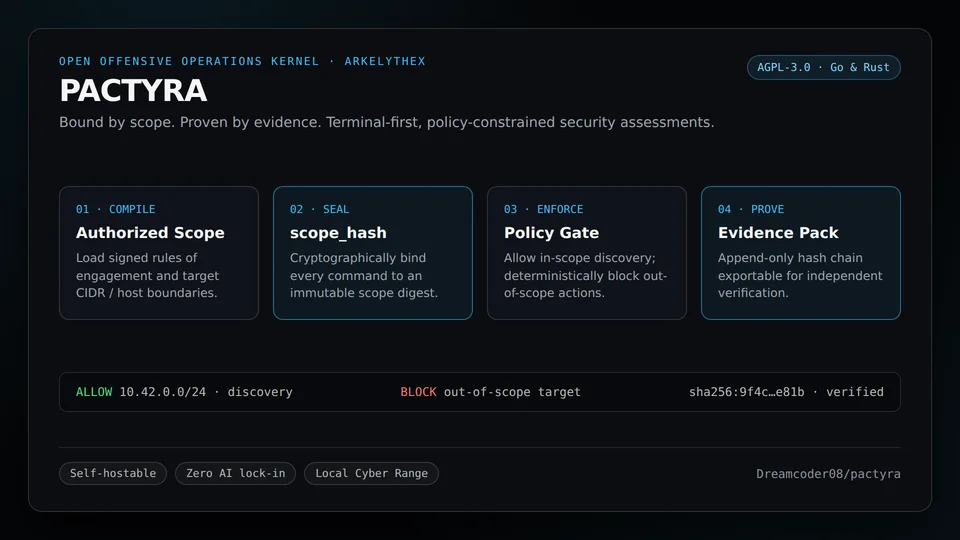 OPEN OFFENSIVE OPERATIONS KERNEL · ARKELYTHEX
AGPL-3.0 · Go & Rust
PACTYRA
Bound by scope. Proven by evidence. Terminal-first, policy-constrained security assessments.
01 · COMPILE
Authorized Scope
Load signed rules of
engagement and target
CIDR / host boundaries.
02 · SEAL
scope_hash
Cryptographically bind
every command to an
immutable scope digest.
03 · ENFORCE
Policy Gate
Allow in-scope discovery;
deterministically block out-
of-scope actions.
04 · PROVE
Evidence Pack
Append-only hash chain
exportable for independent
verification.
ALLOW 10.42.0.0/24 · discovery
BLOCK out-of-scope target
sha256:9f4c…e81b · verified
Self-hostable
Zero AI lock-in
Local Cyber Range
Dreamcoder08/pactyra